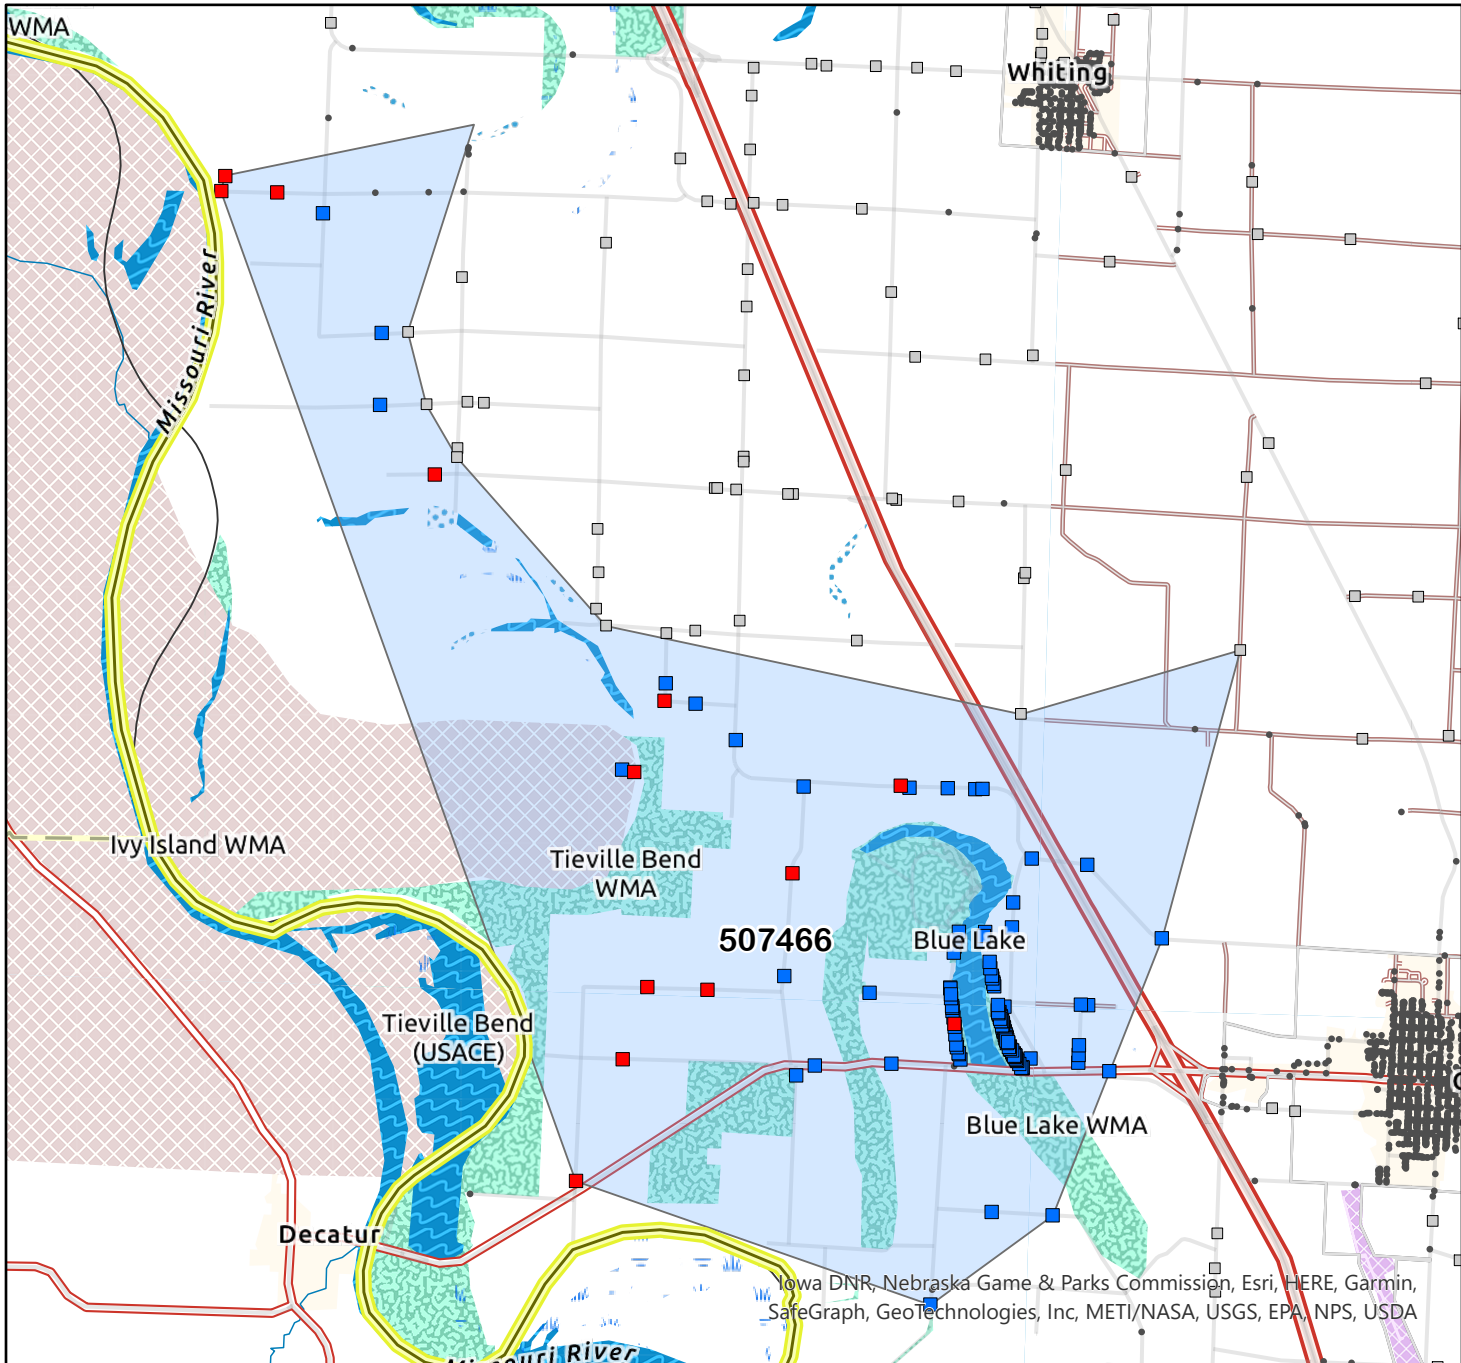 WMA
Whiting
Missouri River
Ivy Island WMA
Tieville Bend
WMA
507466
Blue Lake
Tieville Bend
(USACE)
Blue Lake WMA
Decatur
Iowa DNR, Nebraska Game & Parks Commission, Esri, HERE, Garmin,
SafeGraph, GeoTechnologies, Inc, METI/NASA, USGS, EPA, NPS, USDA
Missouri River